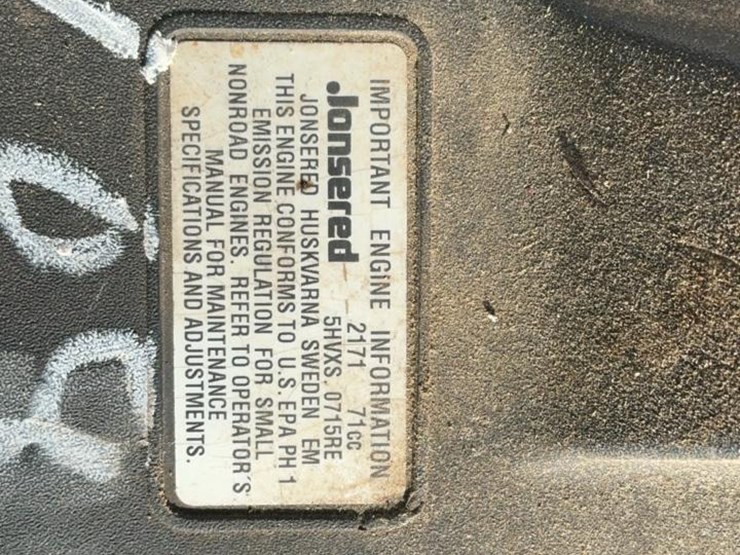 IMPORTANT ENGINE INFORMATION
Jonsered 2171 71cc
5HVXS.0715RE
JONSERED HUSKVARNA SWEDEN EM
THIS ENGINE CONFORMS TO U.S. EPA PH 1
EMISSION REGULATION FOR SMALL
NONROAD ENGINES. REFER TO OPERATOR'S
MANUAL FOR MAINTENANCE
SPECIFICATIONS AND ADJUSTMENTS.